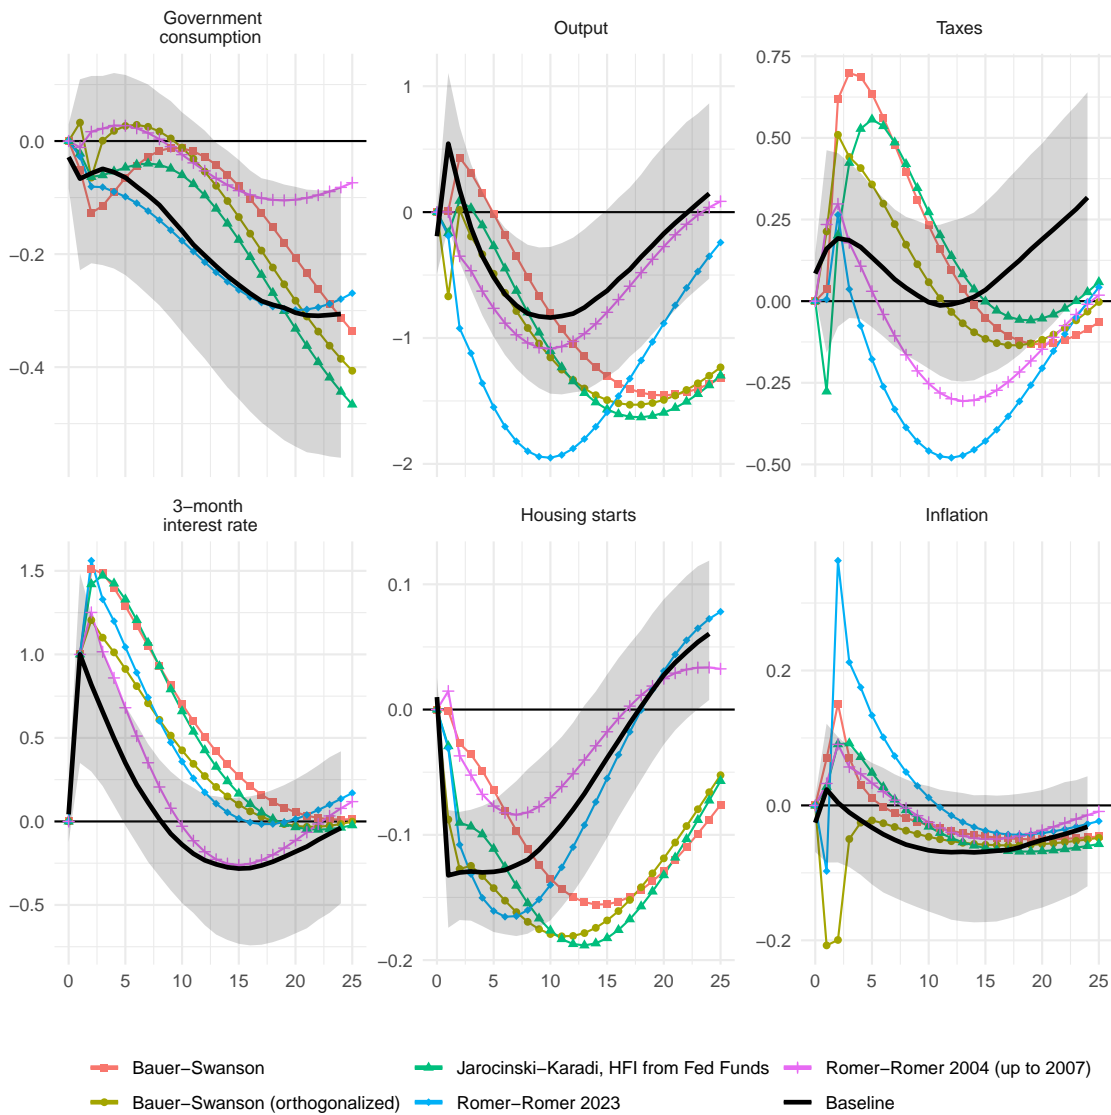 Government
consumption
Output
Taxes
0.0
−0.2
−0.4
1
0
−1
−2
0.75
0.50
0.25
0.00
−0.25
−0.50
3−month
interest rate
Housing starts
Inflation
1.5
1.0
0.5
0.0
−0.5
0.1
0.0
−0.1
−0.2
0.2
0.0
−0.2
0 5 10 15 20 25
0 5 10 15 20 25
0 5 10 15 20 25
Bauer−Swanson
Jarocinski−Karadi, HFI from Fed Funds
Romer−Romer 2004 (up to 2007)
Bauer−Swanson (orthogonalized)
Romer−Romer 2023
Baseline